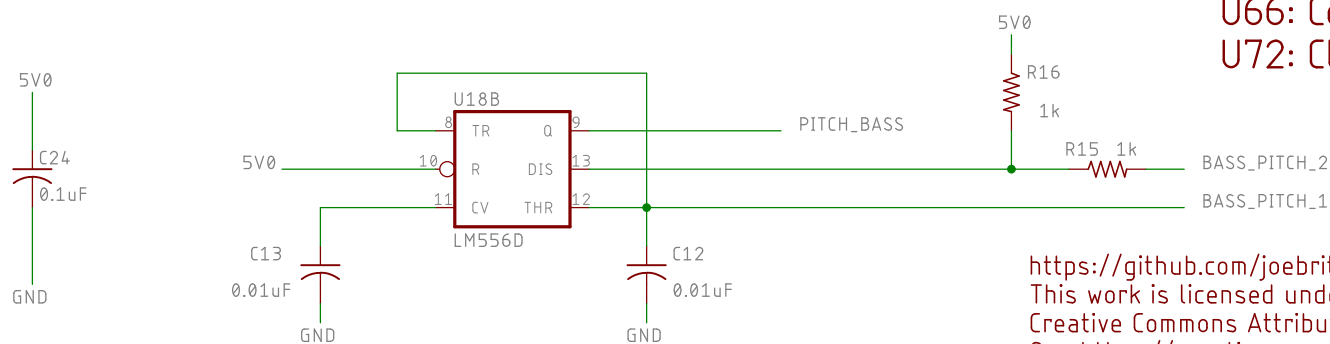 U66:
U72:
5V0
5V0
R16
1k
U18B
8 TR Q 9
PITCH_BASS
C24
0.1uF
5V0
10 R DIS 13
R15 1k
BASS_PITCH_2
11 CV THR 12
BASS_PITCH_1
LM556D
C13
0.01uF
C12
0.01uF
GND
GND
GND
https://github.com/joebrit
This work is licensed und
Creative Commons Attribu